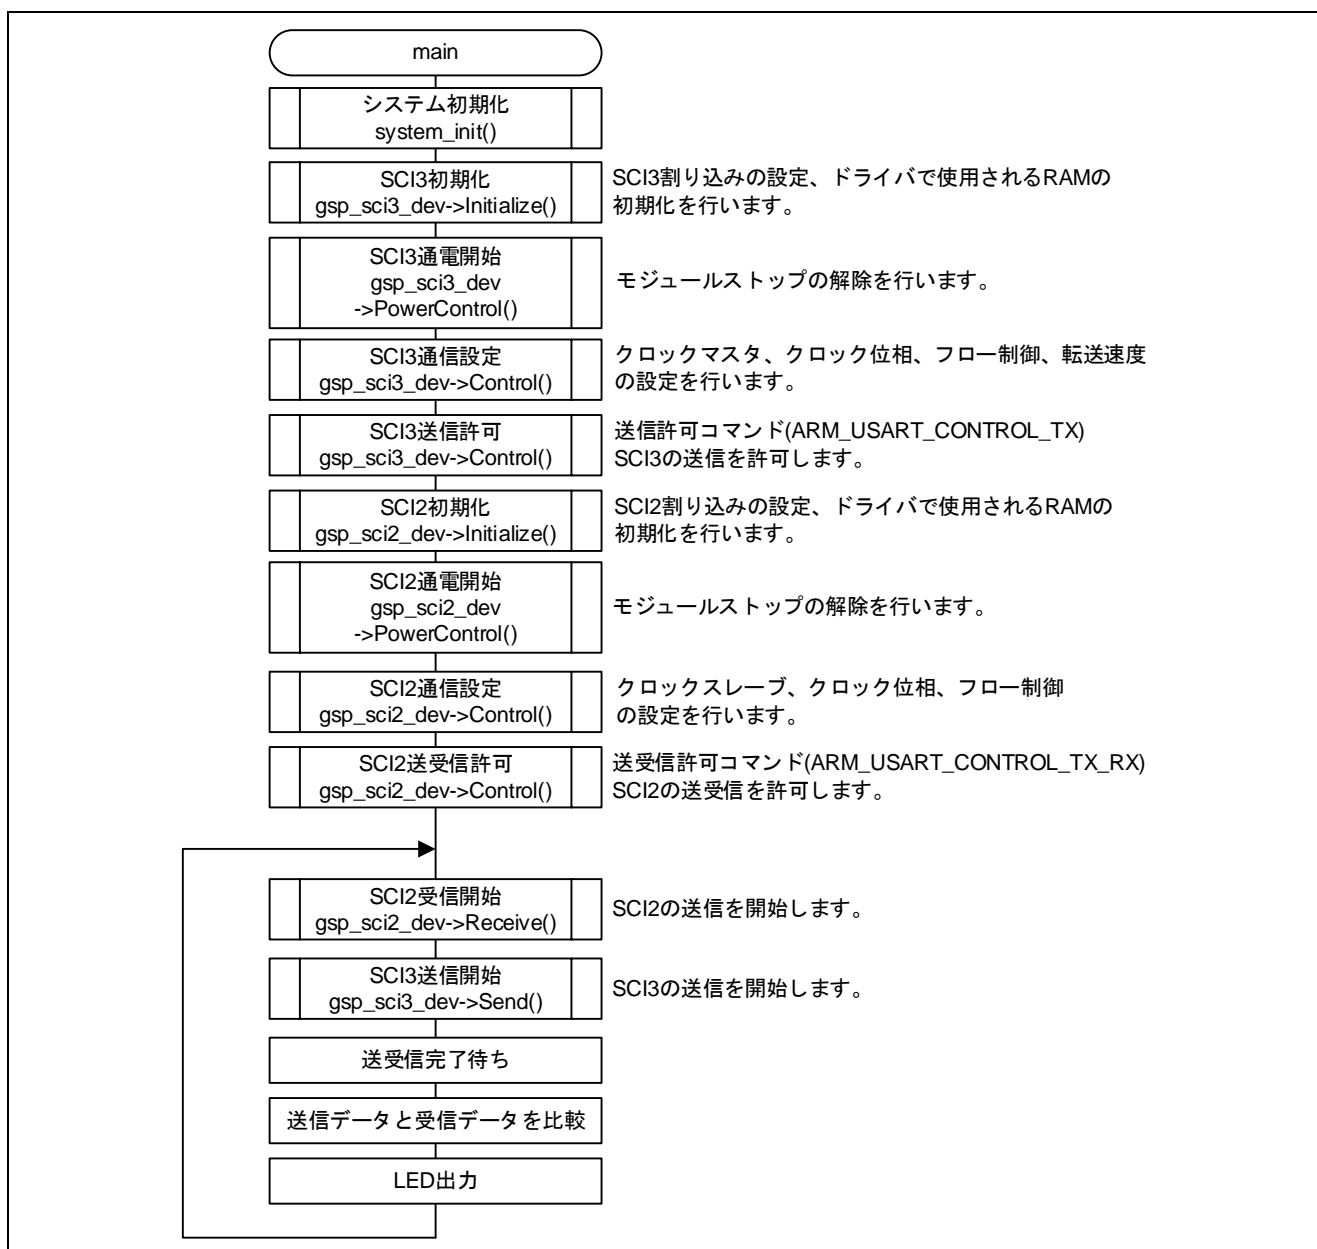 main
システム初期化
system_init()
SCI3初期化
gsp_sci3_dev->Initialize()
SCI3割り込みの設定、ドライバで使用されるRAMの
初期化を行います。
SCI3通電開始
gsp_sci3_dev
->PowerControl()
モジュールストップの解除を行います。
SCI3通信設定
gsp_sci3_dev->Control()
クロックマスタ、クロック位相、フロー制御、転送速度
の設定を行います。
SCI3送信許可
gsp_sci3_dev->Control()
送信許可コマンド(ARM_USART_CONTROL_TX)
SCI3の送信を許可します。
SCI2初期化
gsp_sci2_dev->Initialize()
SCI2割り込みの設定、ドライバで使用されるRAMの
初期化を行います。
SCI2通電開始
gsp_sci2_dev
->PowerControl()
モジュールストップの解除を行います。
SCI2通信設定
gsp_sci2_dev->Control()
クロックスレーブ、クロック位相、フロー制御
の設定を行います。
SCI2送受信許可
gsp_sci2_dev->Control()
送受信許可コマンド(ARM_USART_CONTROL_TX_RX)
SCI2の送受信を許可します。
SCI2受信開始
gsp_sci2_dev->Receive()
SCI2の送信を開始します。
SCI3送信開始
gsp_sci3_dev->Send()
SCI3の送信を開始します。
送受信完了待ち
送信データと受信データを比較
LED出力